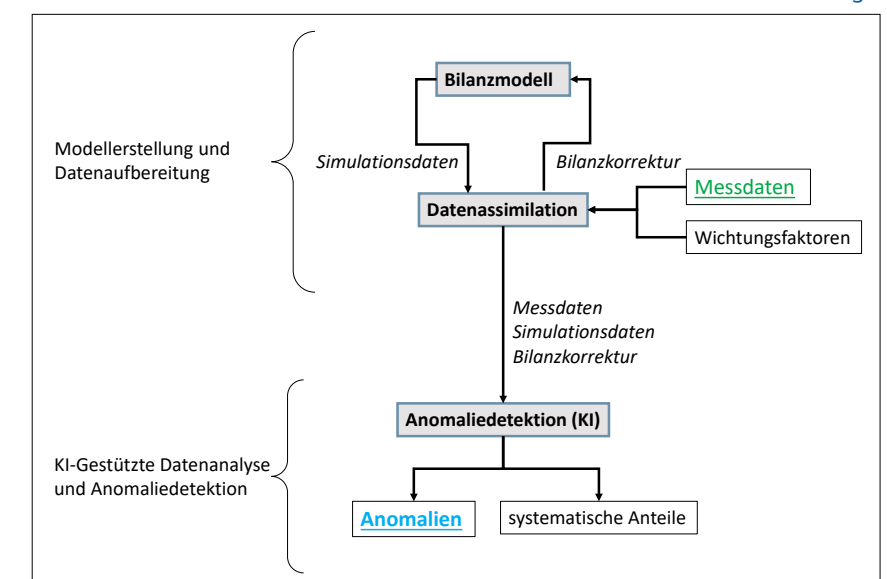 Bilanzmodell
Modellerstellung und
Datenaufbereitung
Simulationsdaten
Bilanzkorrektur
Messdaten
Datenassimilation
Wichtungsfaktoren
Messdaten
Simulationsdaten
Bilanzkorrektur
Anomaliedetektion (KI)
KI-Gestützte Datenanalyse
und Anomaliedetektion
Anomalien
systematische Anteile